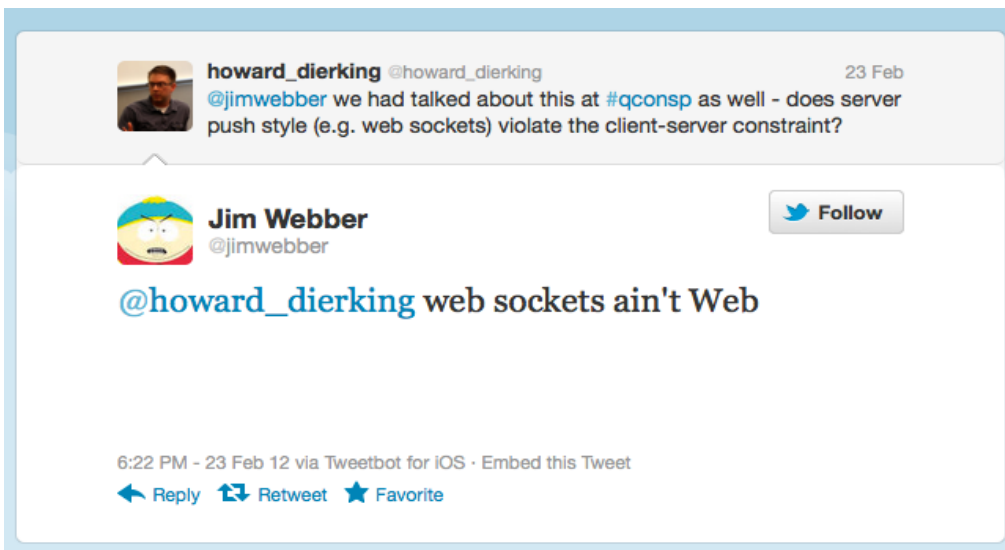 howard_dierking @howard_dierking 23 Feb
@jimwebber we had talked about this at #qconsp as well - does server
push style (e.g. web sockets) violate the client-server constraint?
Jim Webber
@jimwebber
Follow
@howard_dierking web sockets ain't Web
6:22 PM - 23 Feb 12 via Tweetbot for iOS · Embed this Tweet
Reply Retweet Favorite